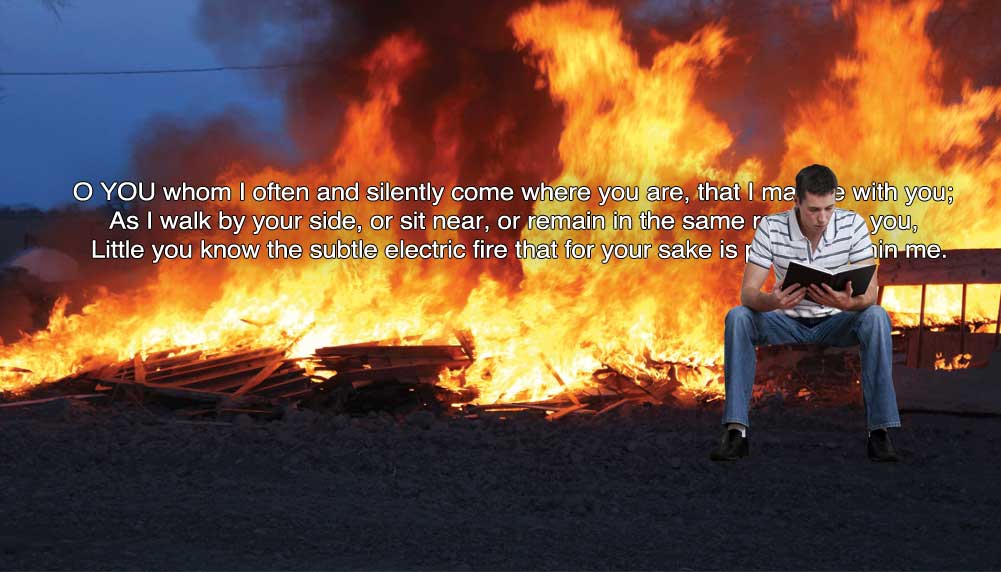 O YOU whom I often and silently come where you are, that I with you;
As I walk by your side, or sit near, or remain in the same you,
Little you know the subtle electric fire that for your sake is me.